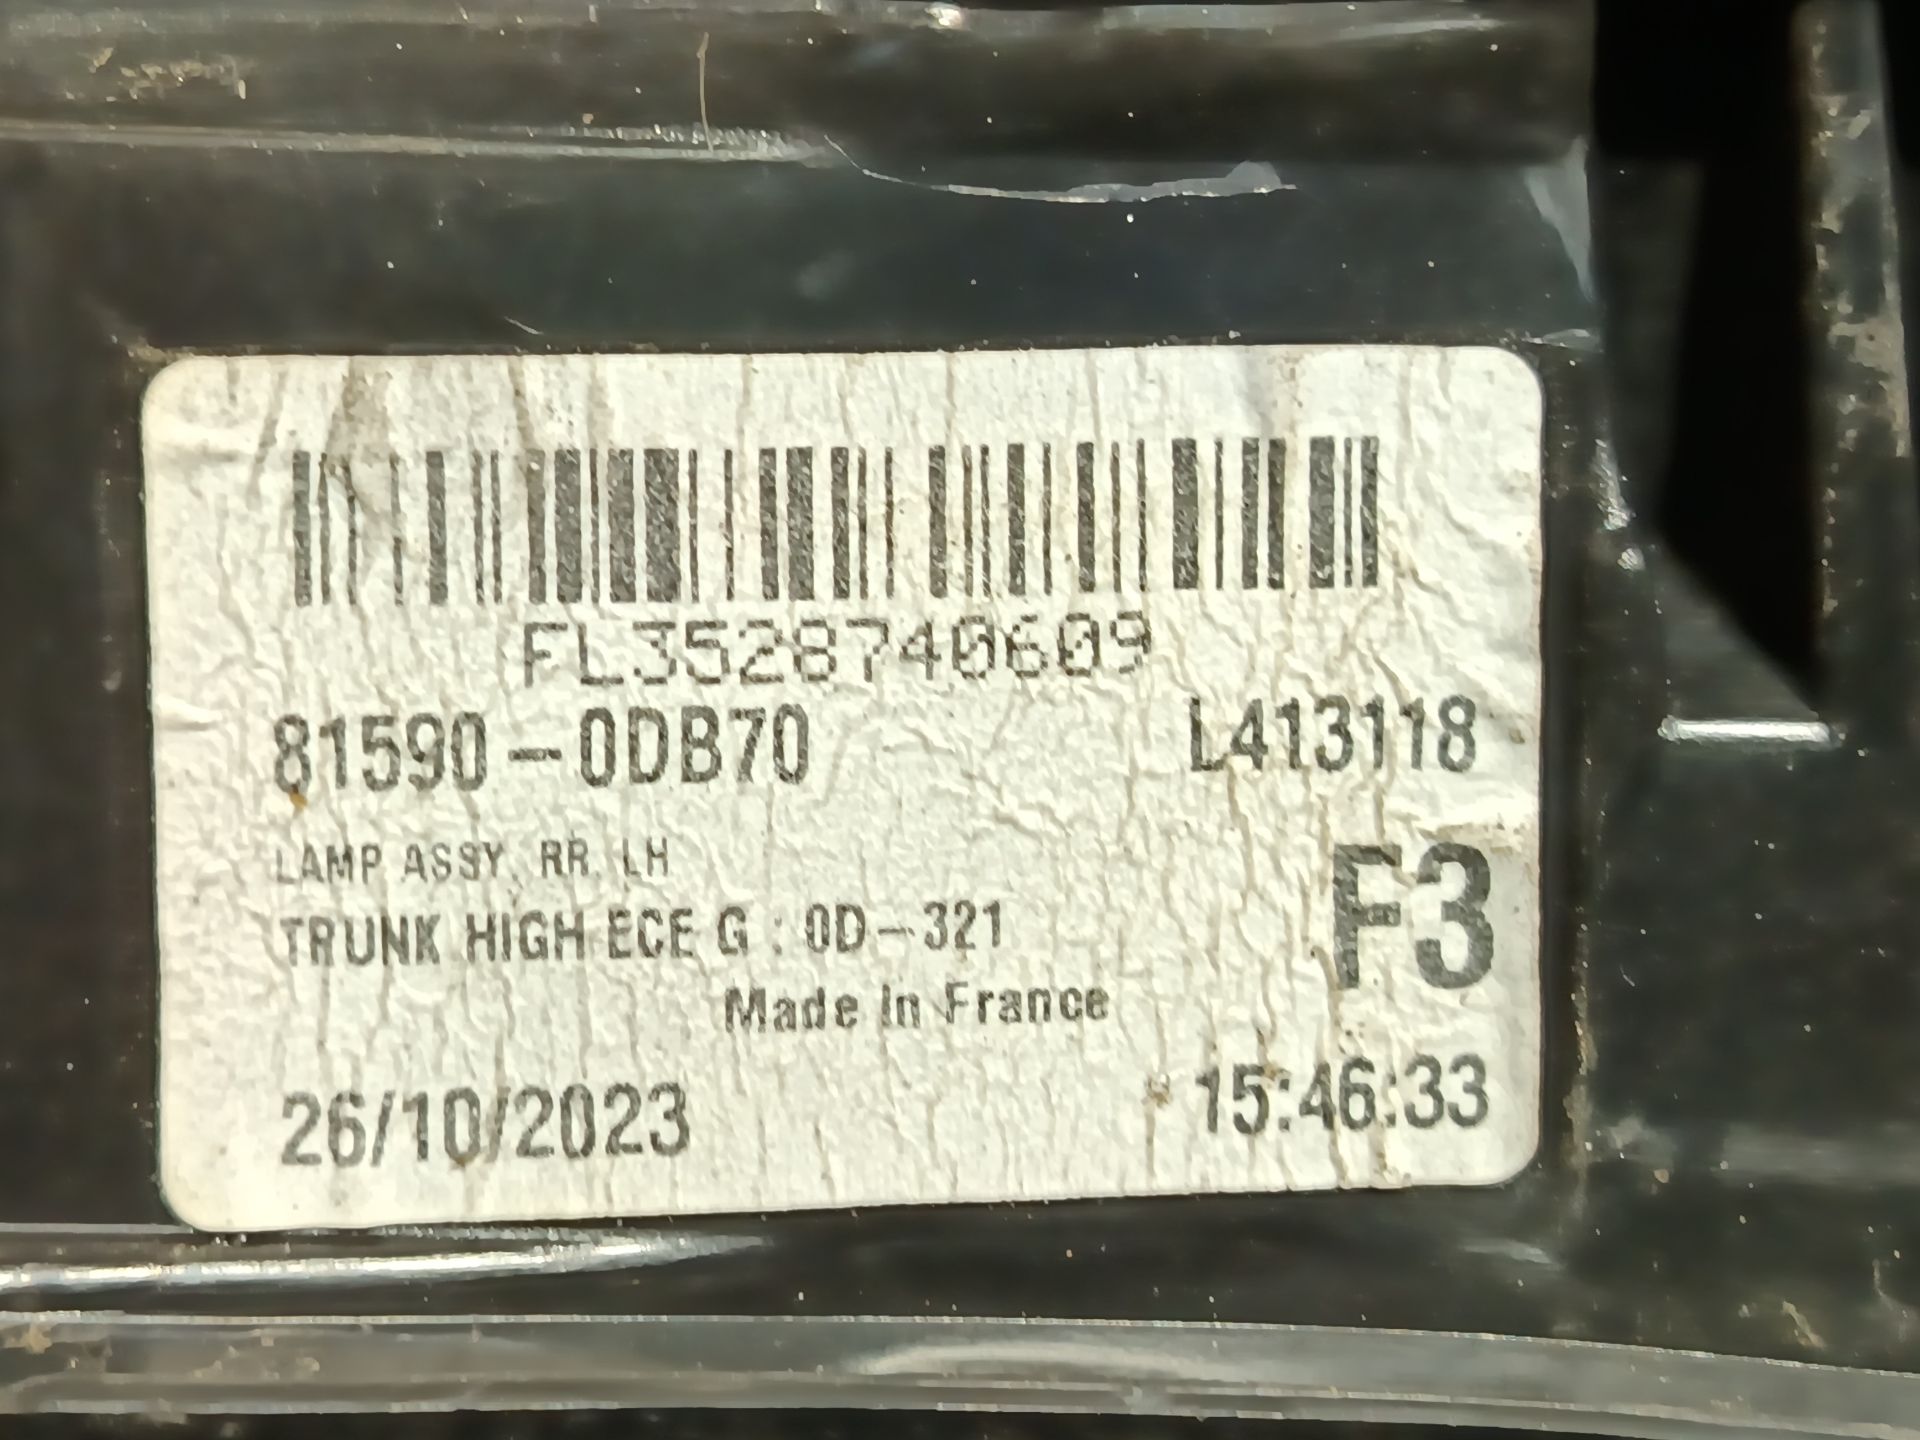 FL3528740609
81590-0DB70 L413118
LAMP ASSY, RR. LH
TRUNK HIGH ECE G : 0D-321
F3
Made In France
26/10/2023 15:46:33